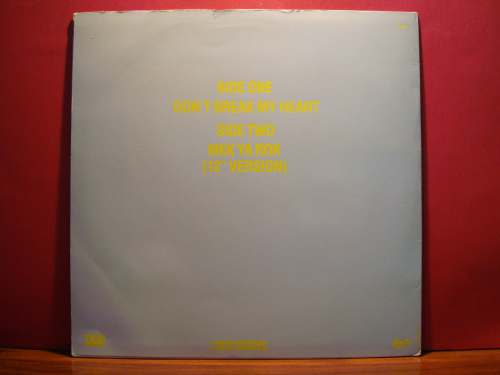 SIDE ONE
DON'T BREAK MY HEART
SIDE TWO
MEK YA ROK
(12" VERSION)